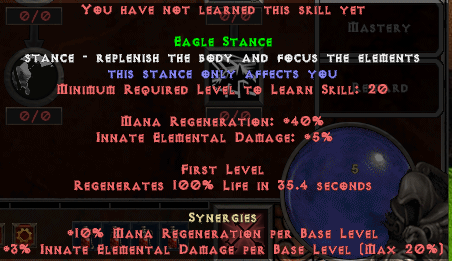 You have not learned this skill yet
0/0
0/0
Mastery
Eagle Stance
stance - replenish the body and focus the elements
this stance only affects you
Minimum Required Level to Learn Skill: 20
0/0
0/0
Mana Regeneration: +40%
Innate Elemental Damage: +5%
First Level
5
Regenerates 100% Life in 35.4 seconds
Synergies
+10% Mana Regeneration per Base Level
+3% Innate Elemental Damage per Base Level (Max 20%)